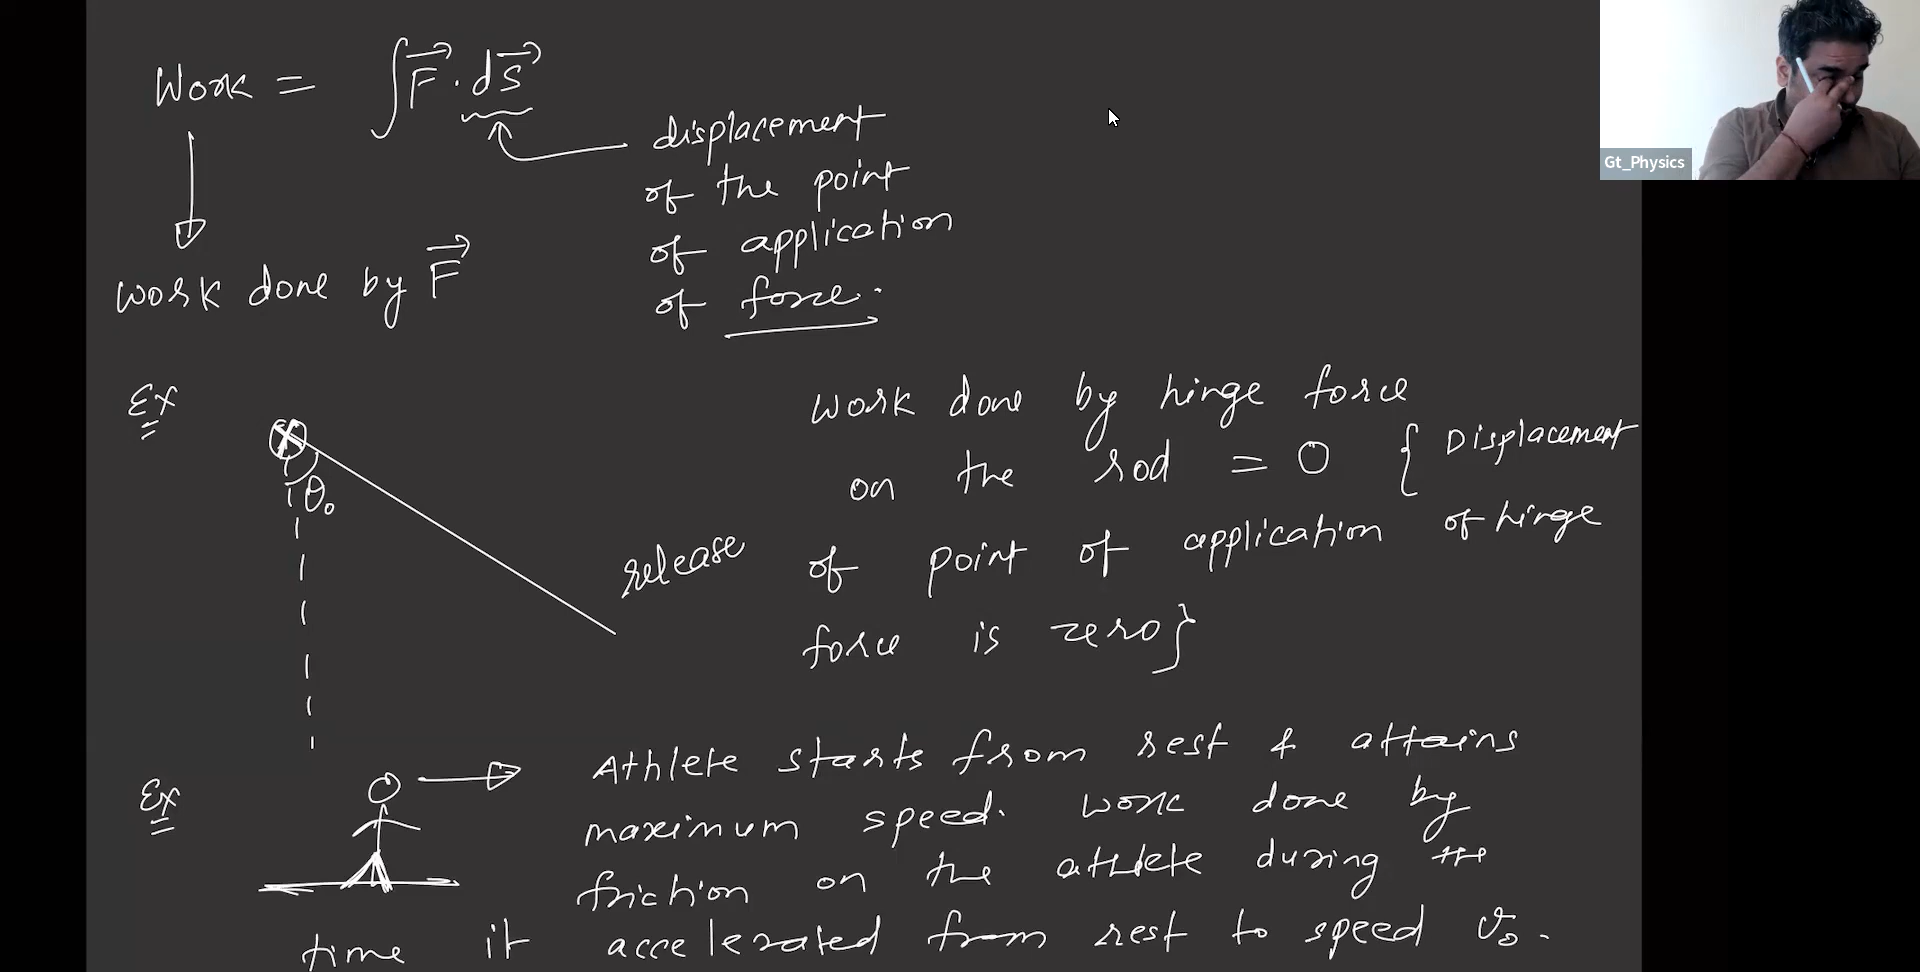 Work = ∫F⃗ · ds⃗
displacement
of the point
of application
of force.
work done by F⃗
Gt_Physics
Ex
θ₀
release
work done by hinge force
on the rod = 0 { Displacement
of point of application of hinge
force is zero}
Ex
Athlete starts from rest & attains
maximum speed. work done by
friction on the athlete during the
time it accelerated from rest to speed v₀.